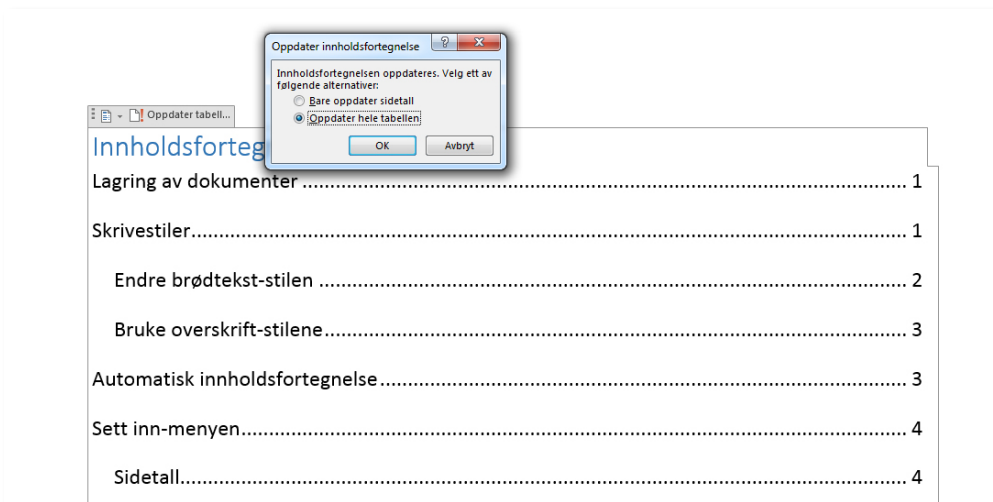 Oppdater innholdsfortegnelse
Innholdsfortegnelsen oppdateres. Velg ett av
følgende alternativer:
Bare oppdater sidetall
Oppdater hele tabellen
OK Avbryt
Oppdater tabell...
Innholdsforteg
Lagring av dokumenter ........ 1
Skrivestiler........ 1
Endre brødtekst-stilen ........ 2
Bruke overskrift-stilene........ 3
Automatisk innholdsfortegnelse........ 3
Sett inn-menyen........ 4
Sidetall........ 4